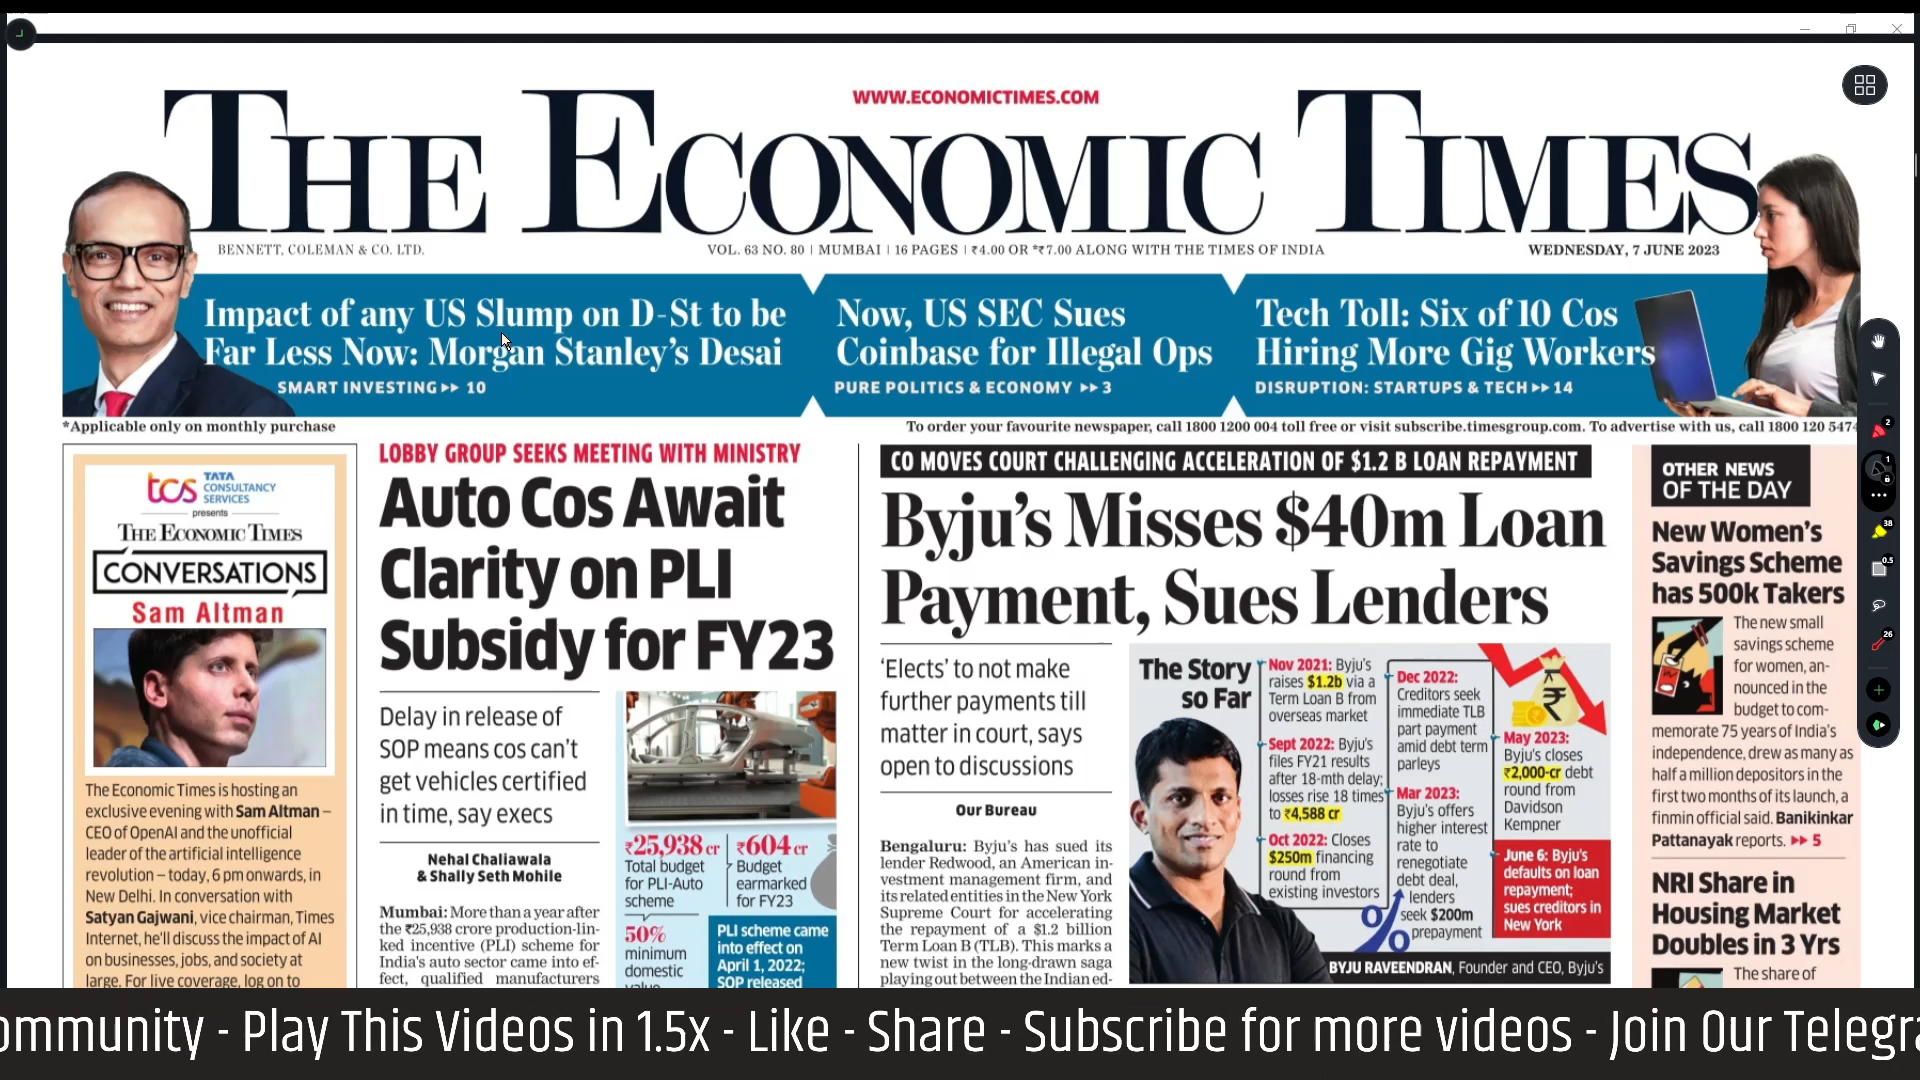 WWW.ECONOMICTIMES.COM
THE ECONOMIC TIMES
BENNETT, COLEMAN & CO. LTD.
VOL. 63 NO. 80 | MUMBAI | 16 PAGES | ₹4.00 OR *₹7.00 ALONG WITH THE TIMES OF INDIA
WEDNESDAY, 7 JUNE 2023
Impact of any US Slump on D-St to be
Far Less Now: Morgan Stanley's Desai
SMART INVESTING ▸▸ 10
Now, US SEC Sues
Coinbase for Illegal Ops
PURE POLITICS & ECONOMY ▸▸ 3
Tech Toll: Six of 10 Cos
Hiring More Gig Workers
DISRUPTION: STARTUPS & TECH ▸▸ 14
*Applicable only on monthly purchase
To order your favourite newspaper, call 1800 1200 004 toll free or visit subscribe.timesgroup.com. To advertise with us, call 1800 120 5474
tcs TATA
CONSULTANCY
SERVICES
presents
THE ECONOMIC TIMES
CONVERSATIONS
Sam Altman
The Economic Times is hosting an
exclusive evening with Sam Altman –
CEO of OpenAI and the unofficial
leader of the artificial intelligence
revolution – today, 6 pm onwards, in
New Delhi. In conversation with
Satyan Gajwani, vice chairman, Times
Internet, he'll discuss the impact of AI
on businesses, jobs, and society at
large. For live coverage, log on to
LOBBY GROUP SEEKS MEETING WITH MINISTRY
Auto Cos Await
Clarity on PLI
Subsidy for FY23
Delay in release of
SOP means cos can't
get vehicles certified
in time, say execs
Nehal Chaliawala
& Shally Seth Mohile
Mumbai: More than a year after
the ₹25,938 crore production-lin-
ked incentive (PLI) scheme for
India's auto sector came into ef-
fect, qualified manufacturers
₹25,938 cr
Total budget
for PLI-Auto
scheme
₹604 cr
Budget
earmarked
for FY23
50%
minimum
domestic
value
PLI scheme came
into effect on
April 1, 2022;
SOP released
CO MOVES COURT CHALLENGING ACCELERATION OF $1.2 B LOAN REPAYMENT
Byju's Misses $40m Loan
Payment, Sues Lenders
'Elects' to not make
further payments till
matter in court, says
open to discussions
Our Bureau
Bengaluru: Byju's has sued its
lender Redwood, an American in-
vestment management firm, and
its related entities in the New York
Supreme Court for accelerating
the repayment of a $1.2 billion
Term Loan B (TLB). This marks a
new twist in the long-drawn saga
playing out between the Indian ed-
The Story
so Far
Nov 2021: Byju's
raises $1.2b via a
Term Loan B from
overseas market
Sept 2022: Byju's
files FY21 results
after 18-mth delay;
losses rise 18 times
to ₹4,588 cr
Oct 2022: Closes
$250m financing
round from
existing investors
Dec 2022:
Creditors seek
immediate TLB
part payment
amid debt term
parleys
Mar 2023:
Byju's offers
higher interest
rate to
renegotiate
debt deal,
lenders
seek $200m
prepayment
May 2023:
Byju's closes
₹2,000-cr debt
round from
Davidson
Kempner
June 6: Byju's
defaults on loan
repayment;
sues creditors in
New York
BYJU RAVEENDRAN, Founder and CEO, Byju's
OTHER NEWS
OF THE DAY
New Women's
Savings Scheme
has 500k Takers
The new small
savings scheme
for women, an-
nounced in the
budget to com-
memorate 75 years of India's
independence, drew as many as
half a million depositors in the
first two months of its launch, a
finmin official said. Banikinkar
Pattanayak reports. ▸▸ 5
NRI Share in
Housing Market
Doubles in 3 Yrs
The share of
2
1
38
0.5
26
ommunity - Play This Videos in 1.5x - Like - Share - Subscribe for more videos - Join Our Telegra